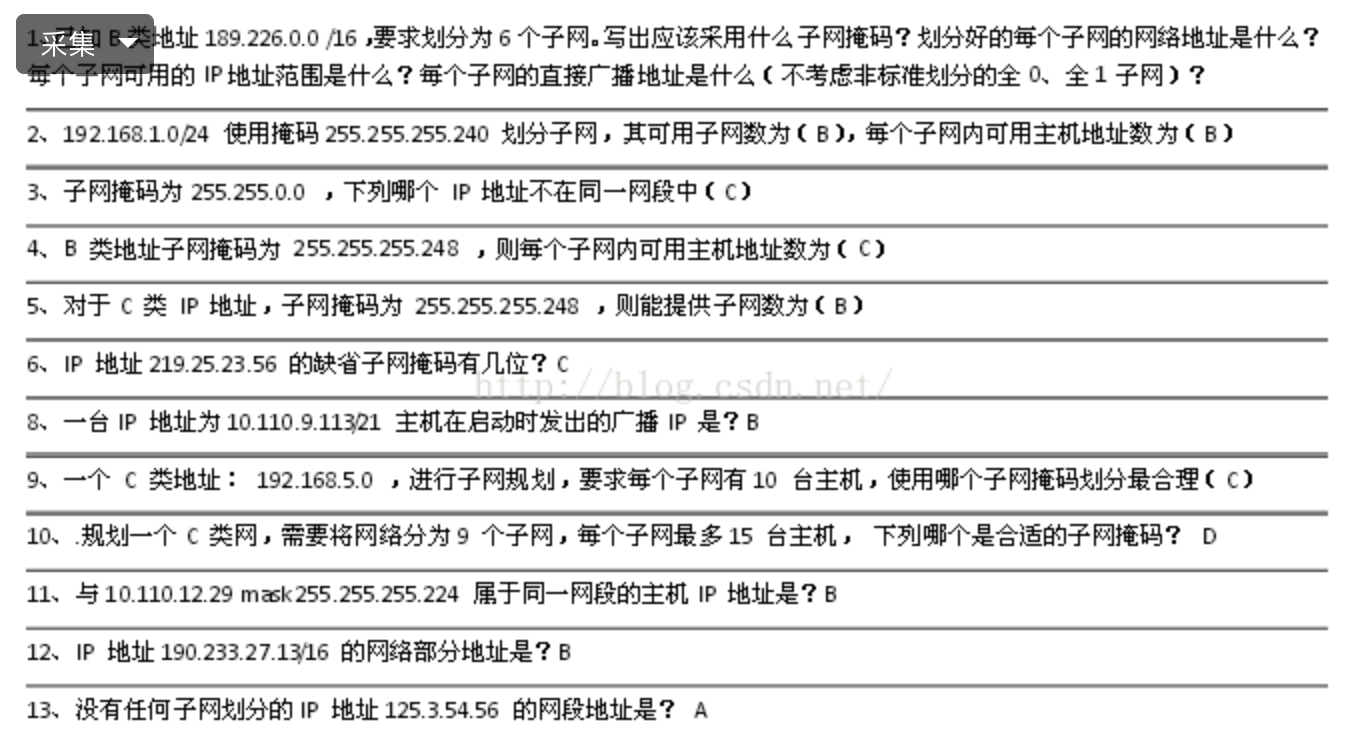 采集
1、已知 B 类地址 189.226.0.0 /16 ,要求划分为 6 个子网。写出应该采用什么子网掩码？划分好的每个子网的网络地址是什么？
每个子网可用的 IP 地址范围是什么？每个子网的直接广播地址是什么（不考虑非标准划分的全 0、全 1 子网）？
2、192.168.1.0/24 使用掩码 255.255.255.240 划分子网，其可用子网数为（ B ），每个子网内可用主机地址数为（ B ）
3、子网掩码为 255.255.0.0 ，下列哪个 IP 地址不在同一网段中（ C ）
4、B 类地址子网掩码为 255.255.255.248 ，则每个子网内可用主机地址数为（ C ）
5、对于 C 类 IP 地址，子网掩码为 255.255.255.248 ，则能提供子网数为（ B ）
6、IP 地址 219.25.23.56 的缺省子网掩码有几位？C
http://blog.csdn.net/
8、一台 IP 地址为 10.110.9.113/21 主机在启动时发出的广播 IP 是？B
9、一个 C 类地址： 192.168.5.0 ，进行子网规划，要求每个子网有 10 台主机，使用哪个子网掩码划分最合理（ C ）
10、.规划一个 C 类网，需要将网络分为 9 个子网，每个子网最多 15 台主机， 下列哪个是合适的子网掩码？ D
11、与 10.110.12.29 mask 255.255.255.224 属于同一网段的主机 IP 地址是？B
12、IP 地址 190.233.27.13/16 的网络部分地址是？B
13、没有任何子网划分的 IP 地址 125.3.54.56 的网段地址是？ A